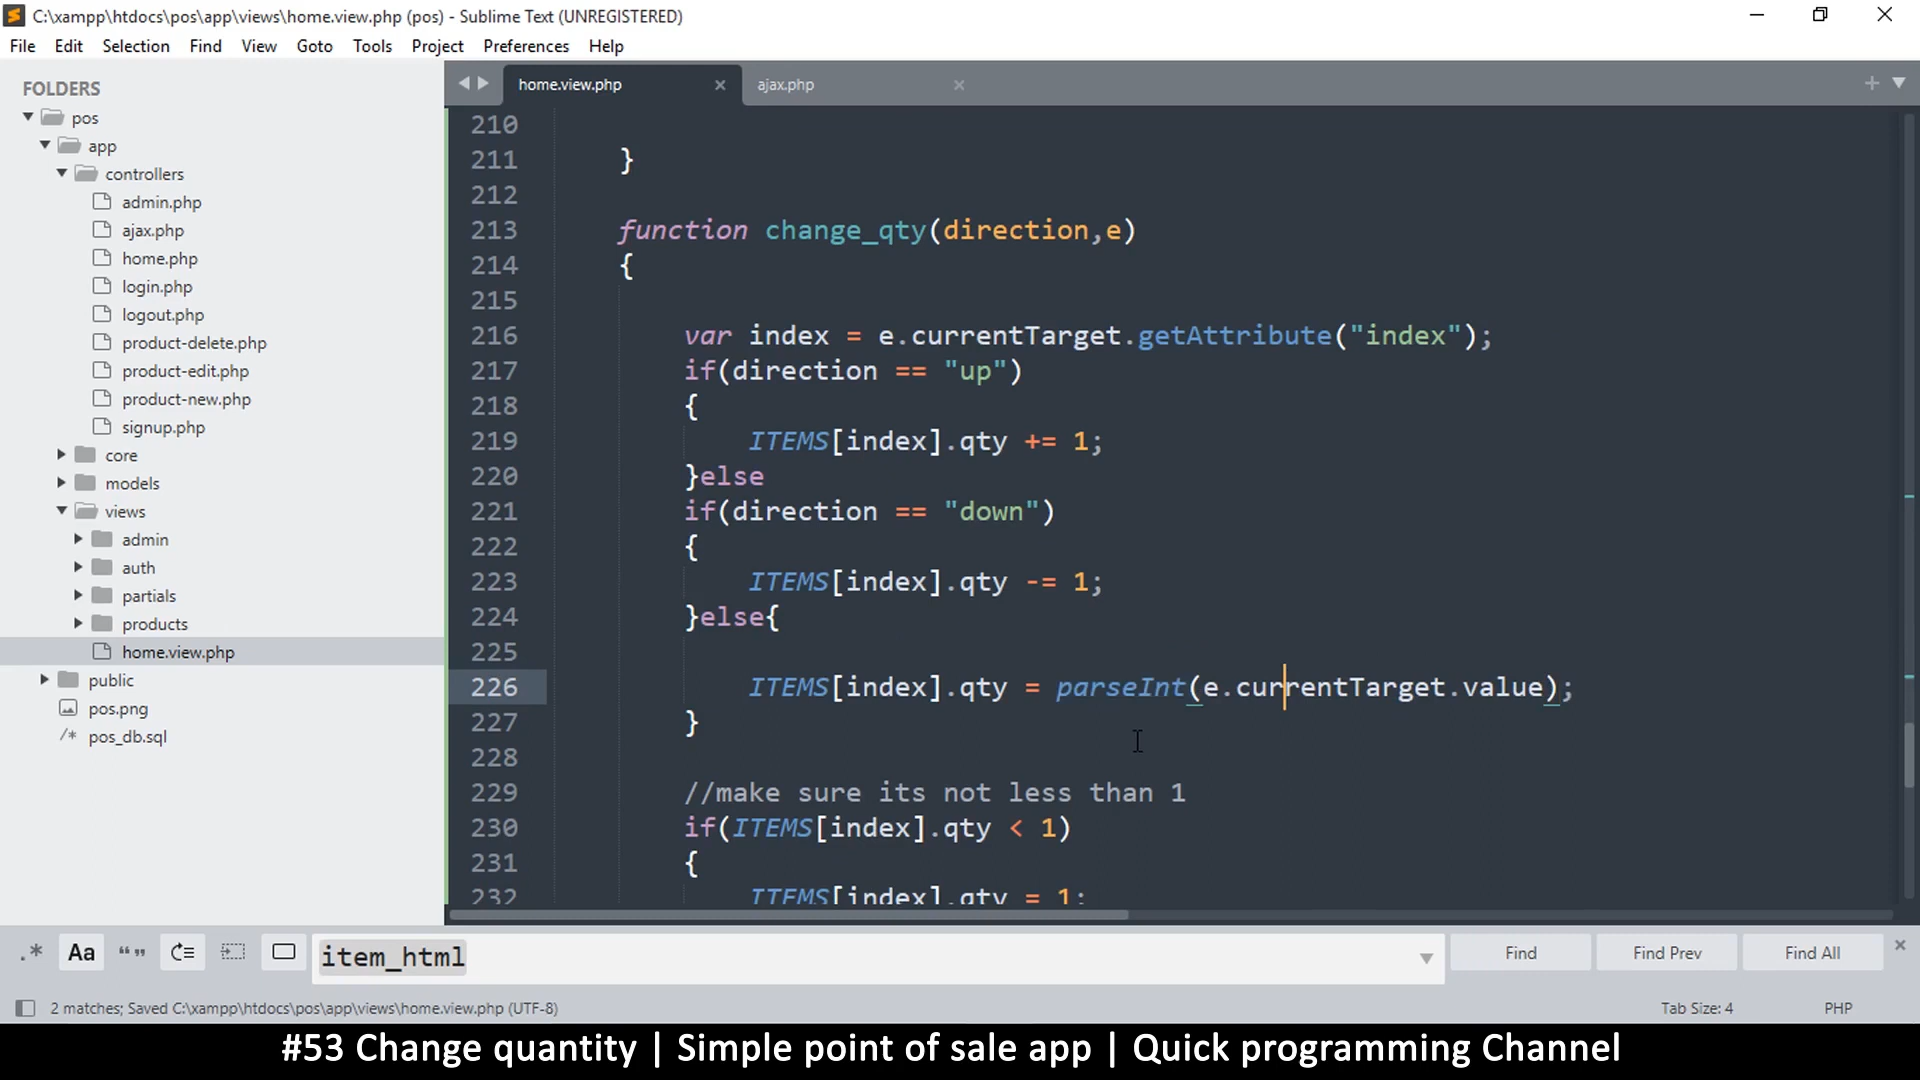 C:\xampp\htdocs\pos\app\views\home.view.php (pos) - Sublime Text (UNREGISTERED)
File Edit Selection Find View Goto Tools Project Preferences Help
FOLDERS
pos
app
controllers
admin.php
ajax.php
home.php
login.php
logout.php
product-delete.php
product-edit.php
product-new.php
signup.php
core
models
views
admin
auth
partials
products
home.view.php
public
pos.png
/* pos_db.sql
home.view.php × ajax.php ×
210
211 }
212
213 function change_qty(direction,e)
214 {
215
216 var index = e.currentTarget.getAttribute("index");
217 if(direction == "up")
218 {
219 ITEMS[index].qty += 1;
220 }else
221 if(direction == "down")
222 {
223 ITEMS[index].qty -= 1;
224 }else{
225
226 ITEMS[index].qty = parseInt(e.currentTarget.value);
227 }
228
229 //make sure its not less than 1
230 if(ITEMS[index].qty < 1)
231 {
232 ITEMS[index].qty = 1;
.* Aa “” item_html Find Find Prev Find All
2 matches; Saved C:\xampp\htdocs\pos\app\views\home.view.php (UTF-8) Tab Size: 4 PHP
#53 Change quantity | Simple point of sale app | Quick programming Channel